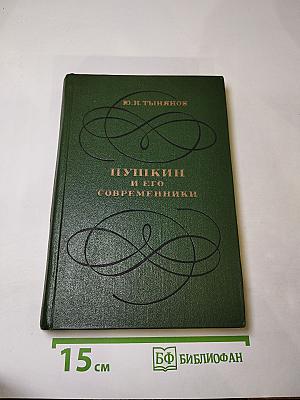 Ю. Н. ТЫНЯНОВ
ПУШКИН
И ЕГО
СОВРЕМЕННИКИ
15 см
БФ БИБЛИОФАН